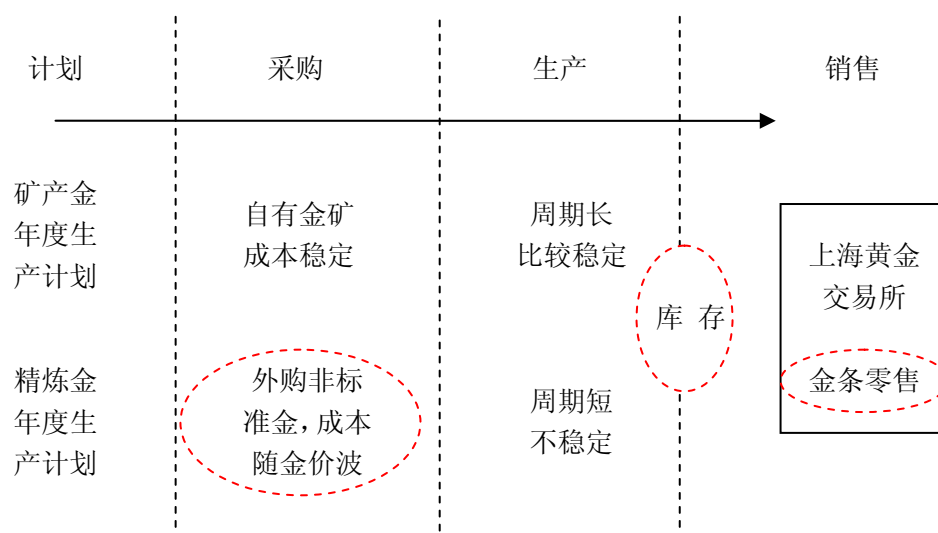 计划
采购
生产
销售
矿产金
年度生
产计划
自有金矿
成本稳定
周期长
比较稳定
库 存
上海黄金
交易所
精炼金
年度生
产计划
外购非标
准金，成本
随金价波
周期短
不稳定
金条零售